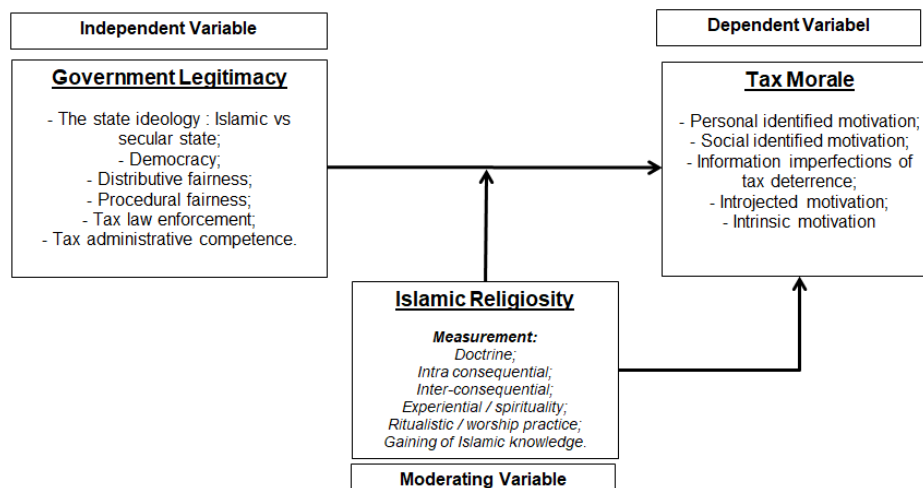 Independent Variable
Government Legitimacy
- The state ideology : Islamic vs
secular state;
- Democracy;
- Distributive fairness;
- Procedural fairness;
- Tax law enforcement;
- Tax administrative competence.
Dependent Variabel
Tax Morale
- Personal identified motivation;
- Social identified motivation;
- Information imperfections of
tax deterrence;
- Introjected motivation;
- Intrinsic motivation
Islamic Religiosity
Measurement:
Doctrine;
Intra consequential;
Inter-consequential;
Experiential / spirituality;
Ritualistic / worship practice;
Gaining of Islamic knowledge.
Moderating Variable